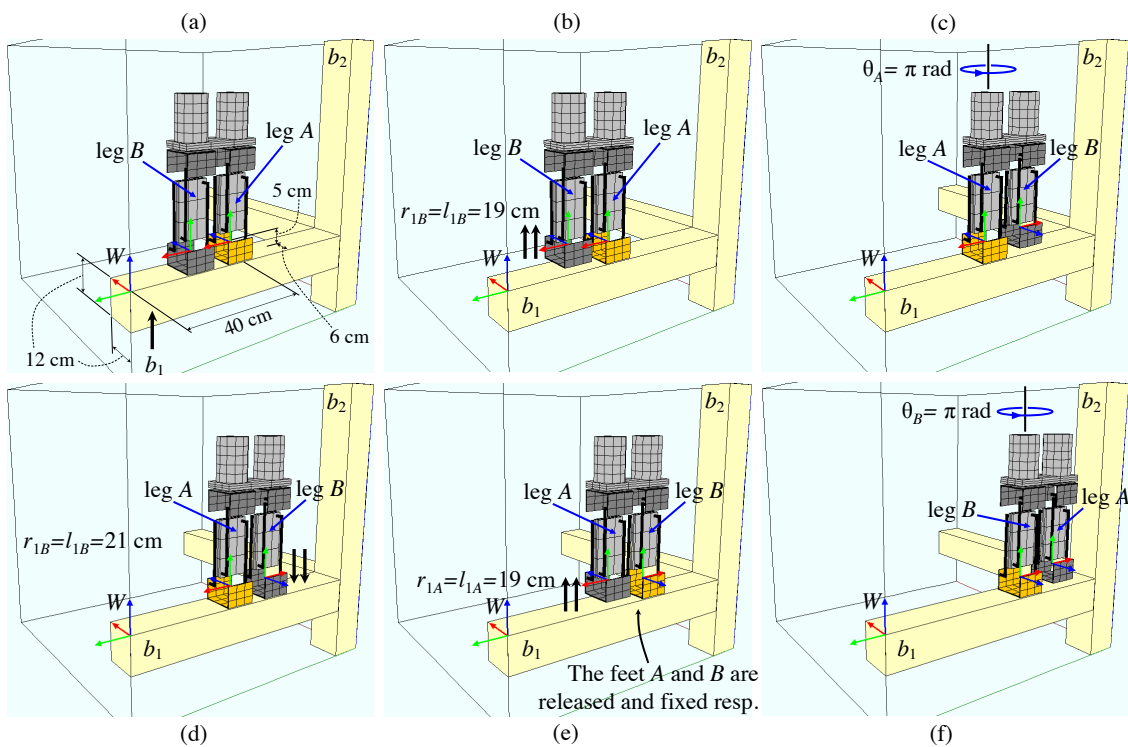 (a)
(b)
(c)
b₂
leg A
leg B
5 cm
W
40 cm
6 cm
12 cm
b₁
b₂
leg A
leg B
r₁B=l₁B=19 cm
W
b₁
θ_A= π rad
b₂
leg A
leg B
W
b₁
b₂
leg A
leg B
r₁B=l₁B=21 cm
W
b₁
b₂
leg A
leg B
r₁A=l₁A=19 cm
W
b₁
The feet A and B are
released and fixed resp.
θ_B= π rad
b₂
leg B
leg A
W
b₁
(d)
(e)
(f)